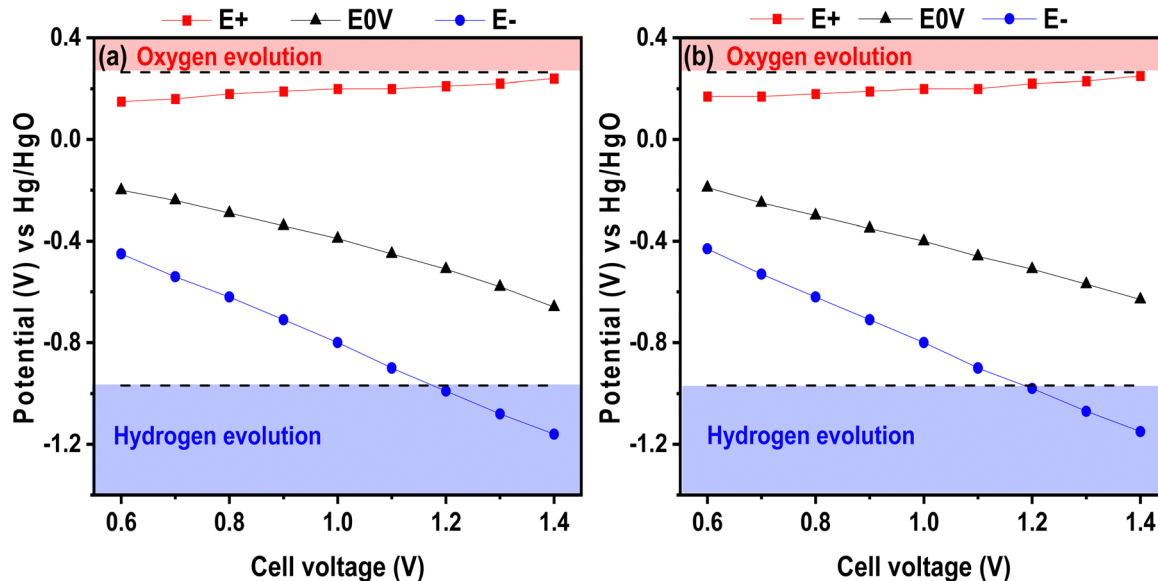 E+ E0V E-
(a) Oxygen evolution
Hydrogen evolution
0.4
0.0
-0.4
-0.8
-1.2
0.6 0.8 1.0 1.2 1.4
Potential (V) vs Hg/HgO
Cell voltage (V)
E+ E0V E-
(b) Oxygen evolution
Hydrogen evolution
0.4
0.0
-0.4
-0.8
-1.2
0.6 0.8 1.0 1.2 1.4
Potential (V) vs Hg/HgO
Cell voltage (V)